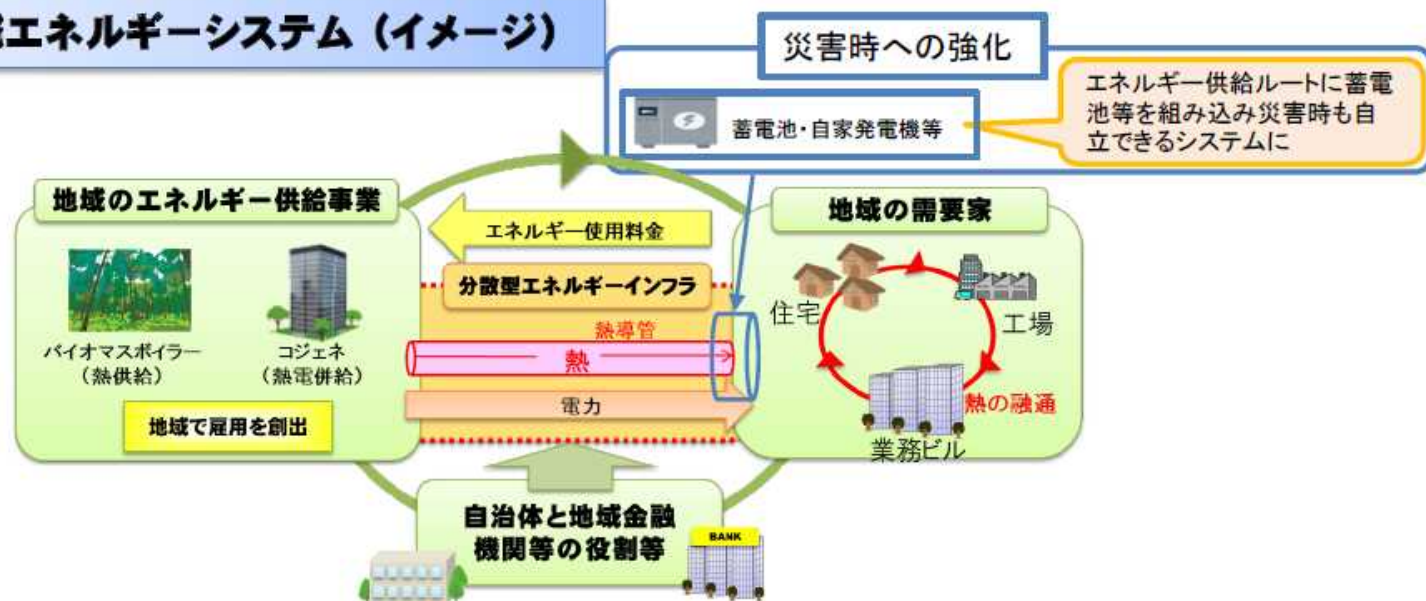 エネルギーシステム（イメージ）
災害時への強化
蓄電池・自家発電機等
エネルギー供給ルートに蓄電
池等を組み込み災害時も自
立できるシステムに
地域のエネルギー供給事業
バイオマスボイラー
（熱供給）
コジェネ
（熱電併給）
地域で雇用を創出
エネルギー使用料金
分散型エネルギーインフラ
熱導管
熱
電力
地域の需要家
住宅
工場
熱の融通
業務ビル
自治体と地域金融
機関等の役割等
BANK